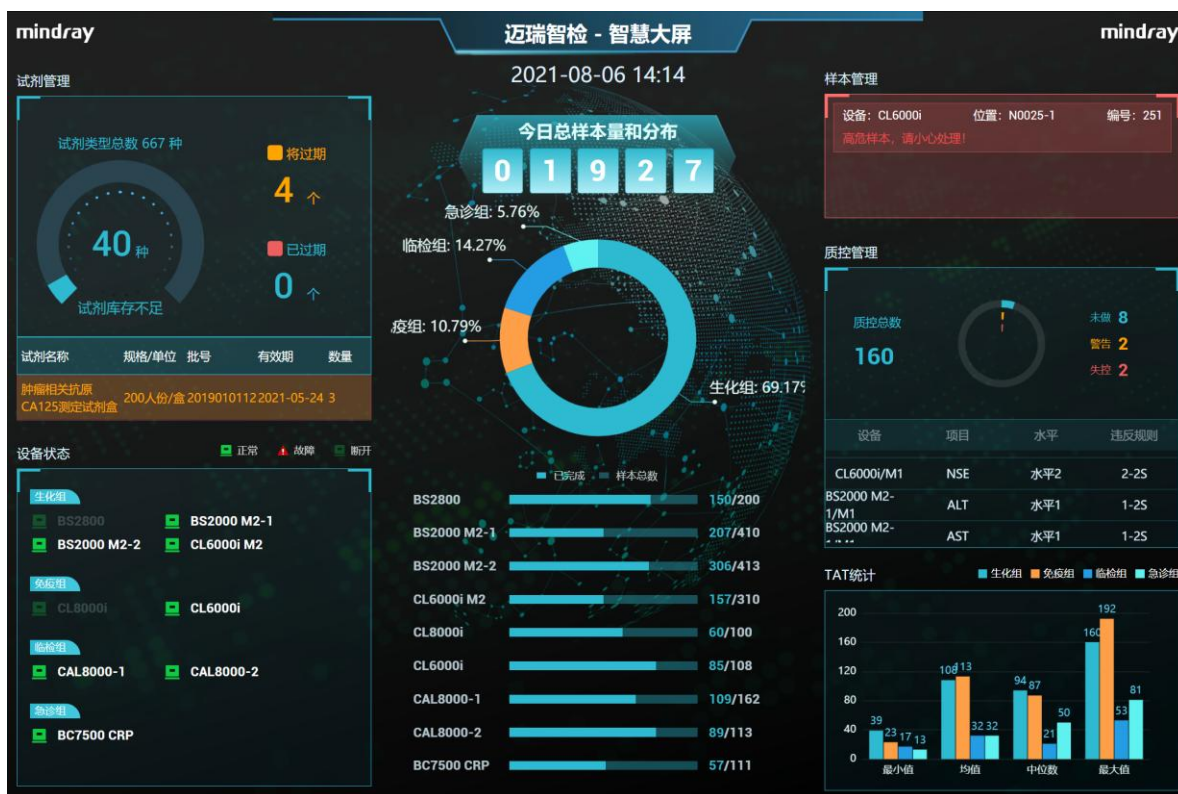 mindray
迈瑞智检 - 智慧大屏
mindray
2021-08-06 14:14
试剂管理
试剂类型总数 667 种
40 种
试剂库存不足
将过期
4 个
已过期
0 个
试剂名称 规格/单位 批号 有效期 数量
肿瘤相关抗原
CA125测定试剂盒 200人份/盒 2019010112 2021-05-24 3
设备状态 正常 故障 断开
生化组
BS2800 BS2000 M2-1
BS2000 M2-2 CL6000i M2
免疫组
CL8000i CL6000i
临检组
CAL8000-1 CAL8000-2
急诊组
BC7500 CRP
今日总样本量和分布
0 1 9 2 7
急诊组: 5.76%
临检组: 14.27%
疫组: 10.79%
生化组: 69.17%
已完成 样本总数
BS2800 150/200
BS2000 M2-1 207/410
BS2000 M2-2 306/413
CL6000i M2 157/310
CL8000i 60/100
CL6000i 85/108
CAL8000-1 109/162
CAL8000-2 89/113
BC7500 CRP 57/111
样本管理
设备: CL6000i 位置: N0025-1 编号: 251
高危样本, 请小心处理!
质控管理
质控总数
160
未做 8
警告 2
失控 2
设备 项目 水平 违反规则
CL6000i/M1 NSE 水平2 2-2S
BS2000 M2-
1/M1 ALT 水平1 1-2S
BS2000 M2-
AST 水平1 1-2S
TAT统计 生化组 免疫组 临检组 急诊组
200
160
120
80
40
0
39 23 17 13
108 113 32 32
94 87 21 50
160 192 53 81
最小值 均值 中位数 最大值